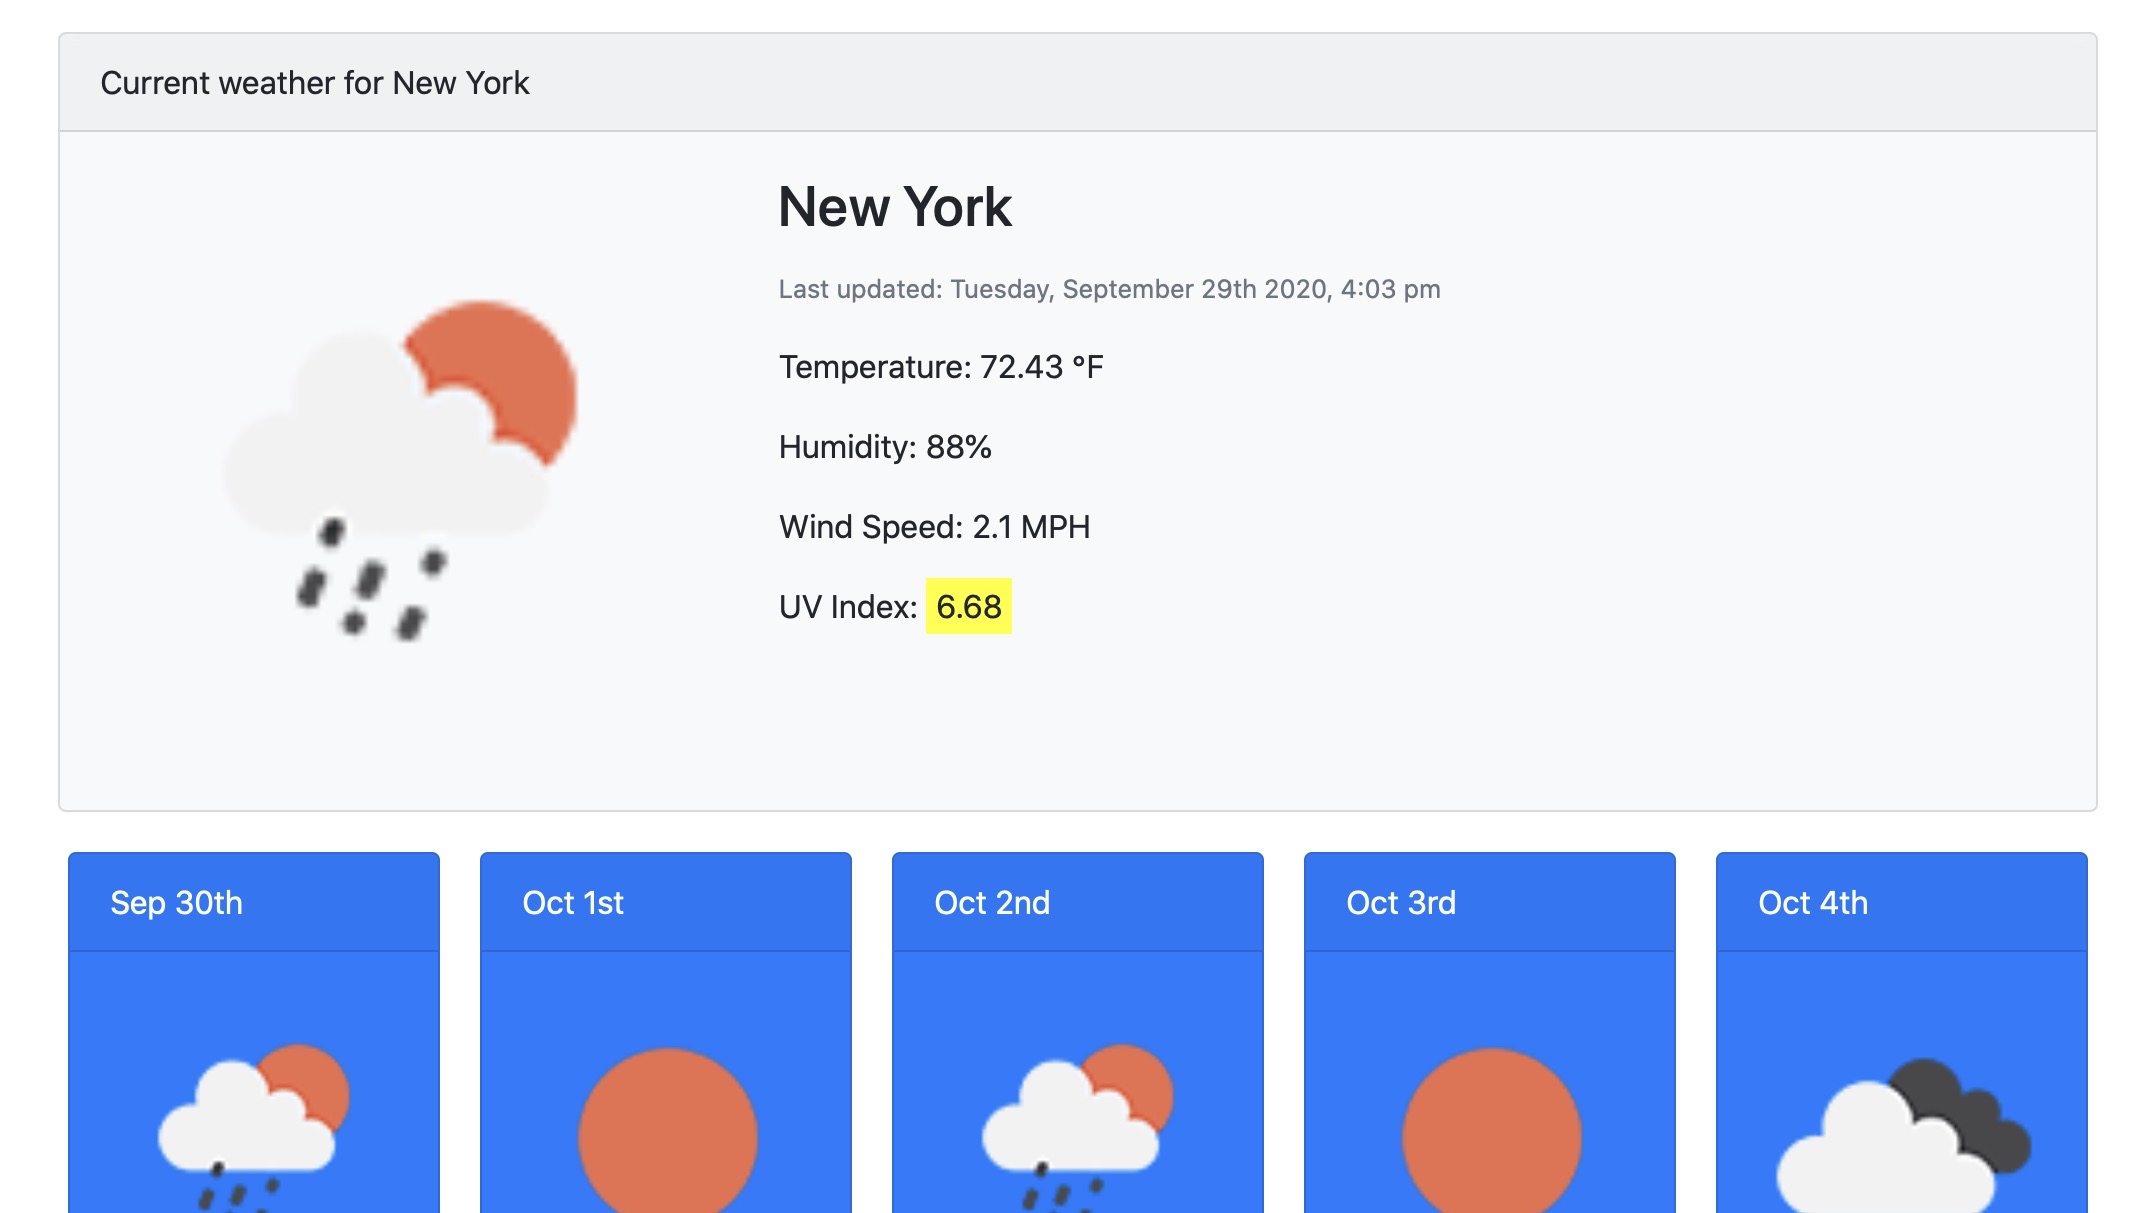 Current weather for New York
New York
Last updated: Tuesday, September 29th 2020, 4:03 pm
Temperature: 72.43 °F
Humidity: 88%
Wind Speed: 2.1 MPH
UV Index: 6.68
Sep 30th
Oct 1st
Oct 2nd
Oct 3rd
Oct 4th